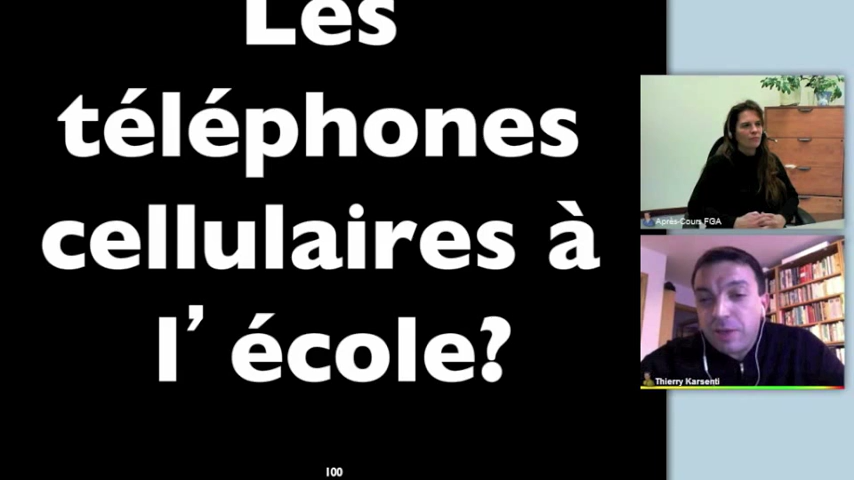 Les
téléphones
cellulaires à
l’école?
100
Après-Cours FGA
Thierry Karsenti